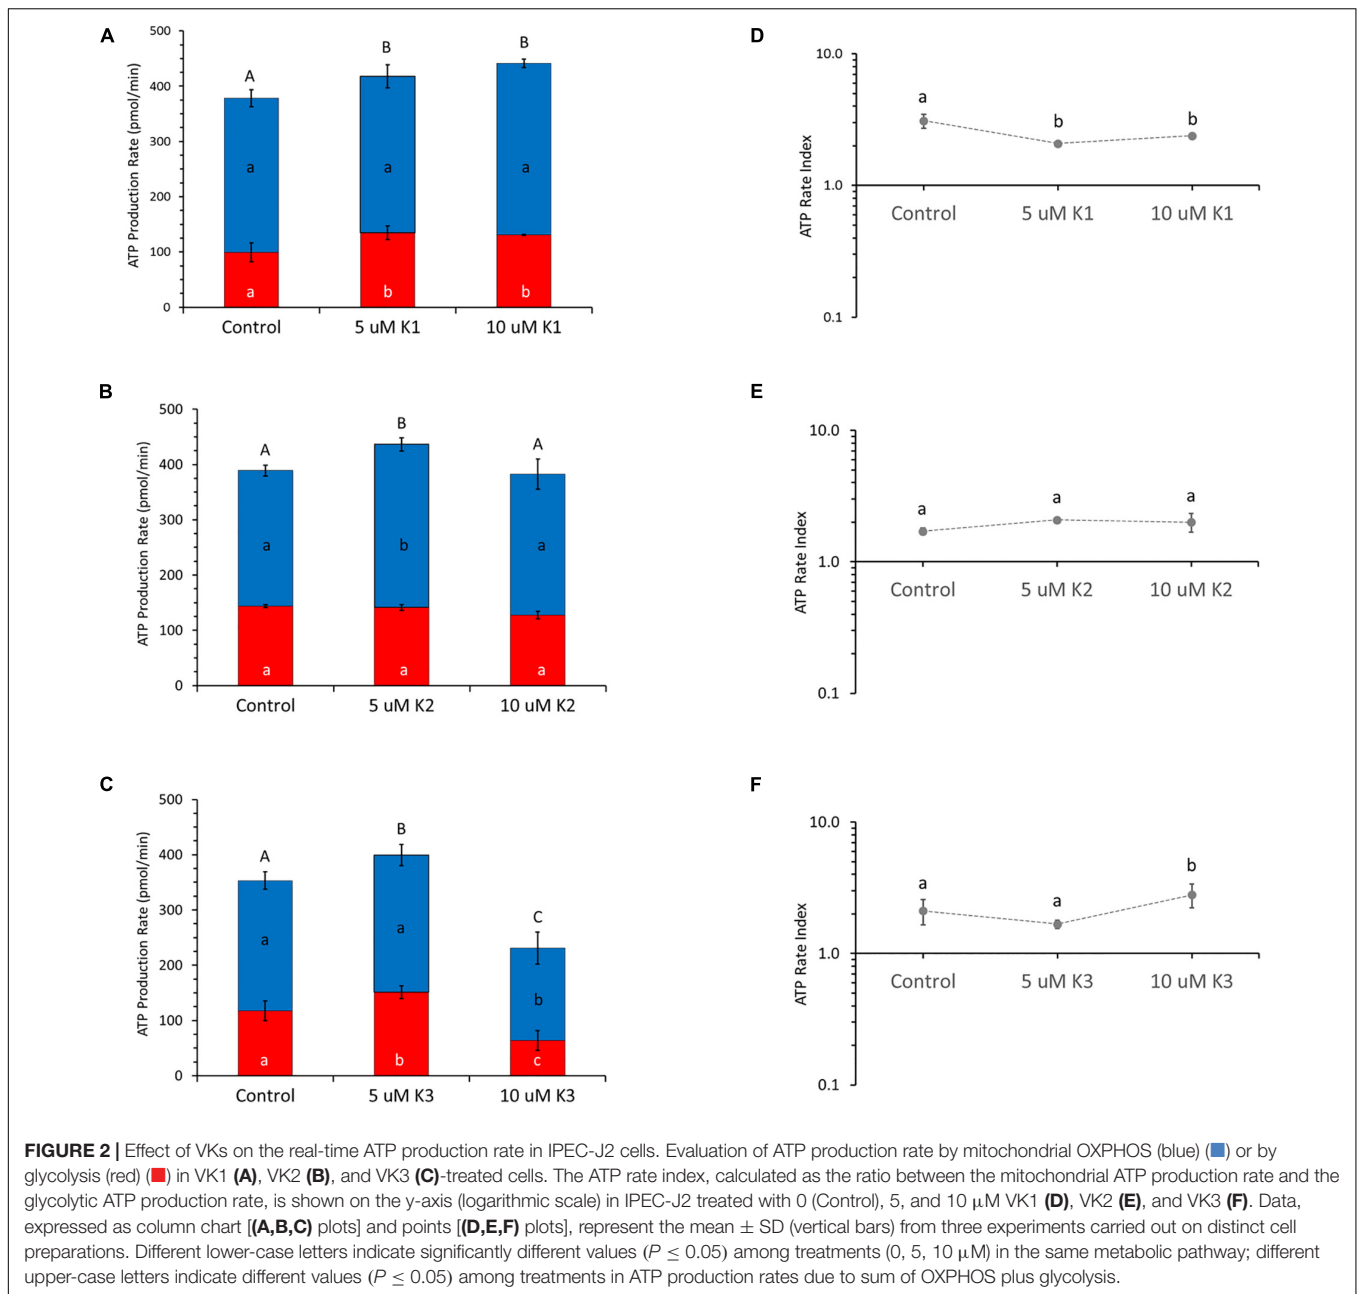 A
500
400
300
200
100
0
ATP Production Rate (pmol/min)
A
B
B
a
a
a
a
b
b
Control
5 uM K1
10 uM K1
D
10.0
1.0
0.1
ATP Rate Index
a
b
b
Control
5 uM K1
10 uM K1
B
500
400
300
200
100
0
ATP Production Rate (pmol/min)
A
B
A
a
b
a
a
a
a
Control
5 uM K2
10 uM K2
E
10.0
1.0
0.1
ATP Rate Index
a
a
a
Control
5 uM K2
10 uM K2
C
500
400
300
200
100
0
ATP Production Rate (pmol/min)
A
B
C
a
a
b
a
b
c
Control
5 uM K3
10 uM K3
F
10.0
1.0
0.1
ATP Rate Index
a
a
b
Control
5 uM K3
10 uM K3
FIGURE 2 | Effect of VKs on the real-time ATP production rate in IPEC-J2 cells. Evaluation of ATP production rate by mitochondrial OXPHOS (blue) (■) or by
glycolysis (red) (■) in VK1 (A), VK2 (B), and VK3 (C)-treated cells. The ATP rate index, calculated as the ratio between the mitochondrial ATP production rate and the
glycolytic ATP production rate, is shown on the y-axis (logarithmic scale) in IPEC-J2 treated with 0 (Control), 5, and 10 μM VK1 (D), VK2 (E), and VK3 (F). Data,
expressed as column chart [(A,B,C) plots] and points [(D,E,F) plots], represent the mean ± SD (vertical bars) from three experiments carried out on distinct cell
preparations. Different lower-case letters indicate significantly different values (P ≤ 0.05) among treatments (0, 5, 10 μM) in the same metabolic pathway; different
upper-case letters indicate different values (P ≤ 0.05) among treatments in ATP production rates due to sum of OXPHOS plus glycolysis.